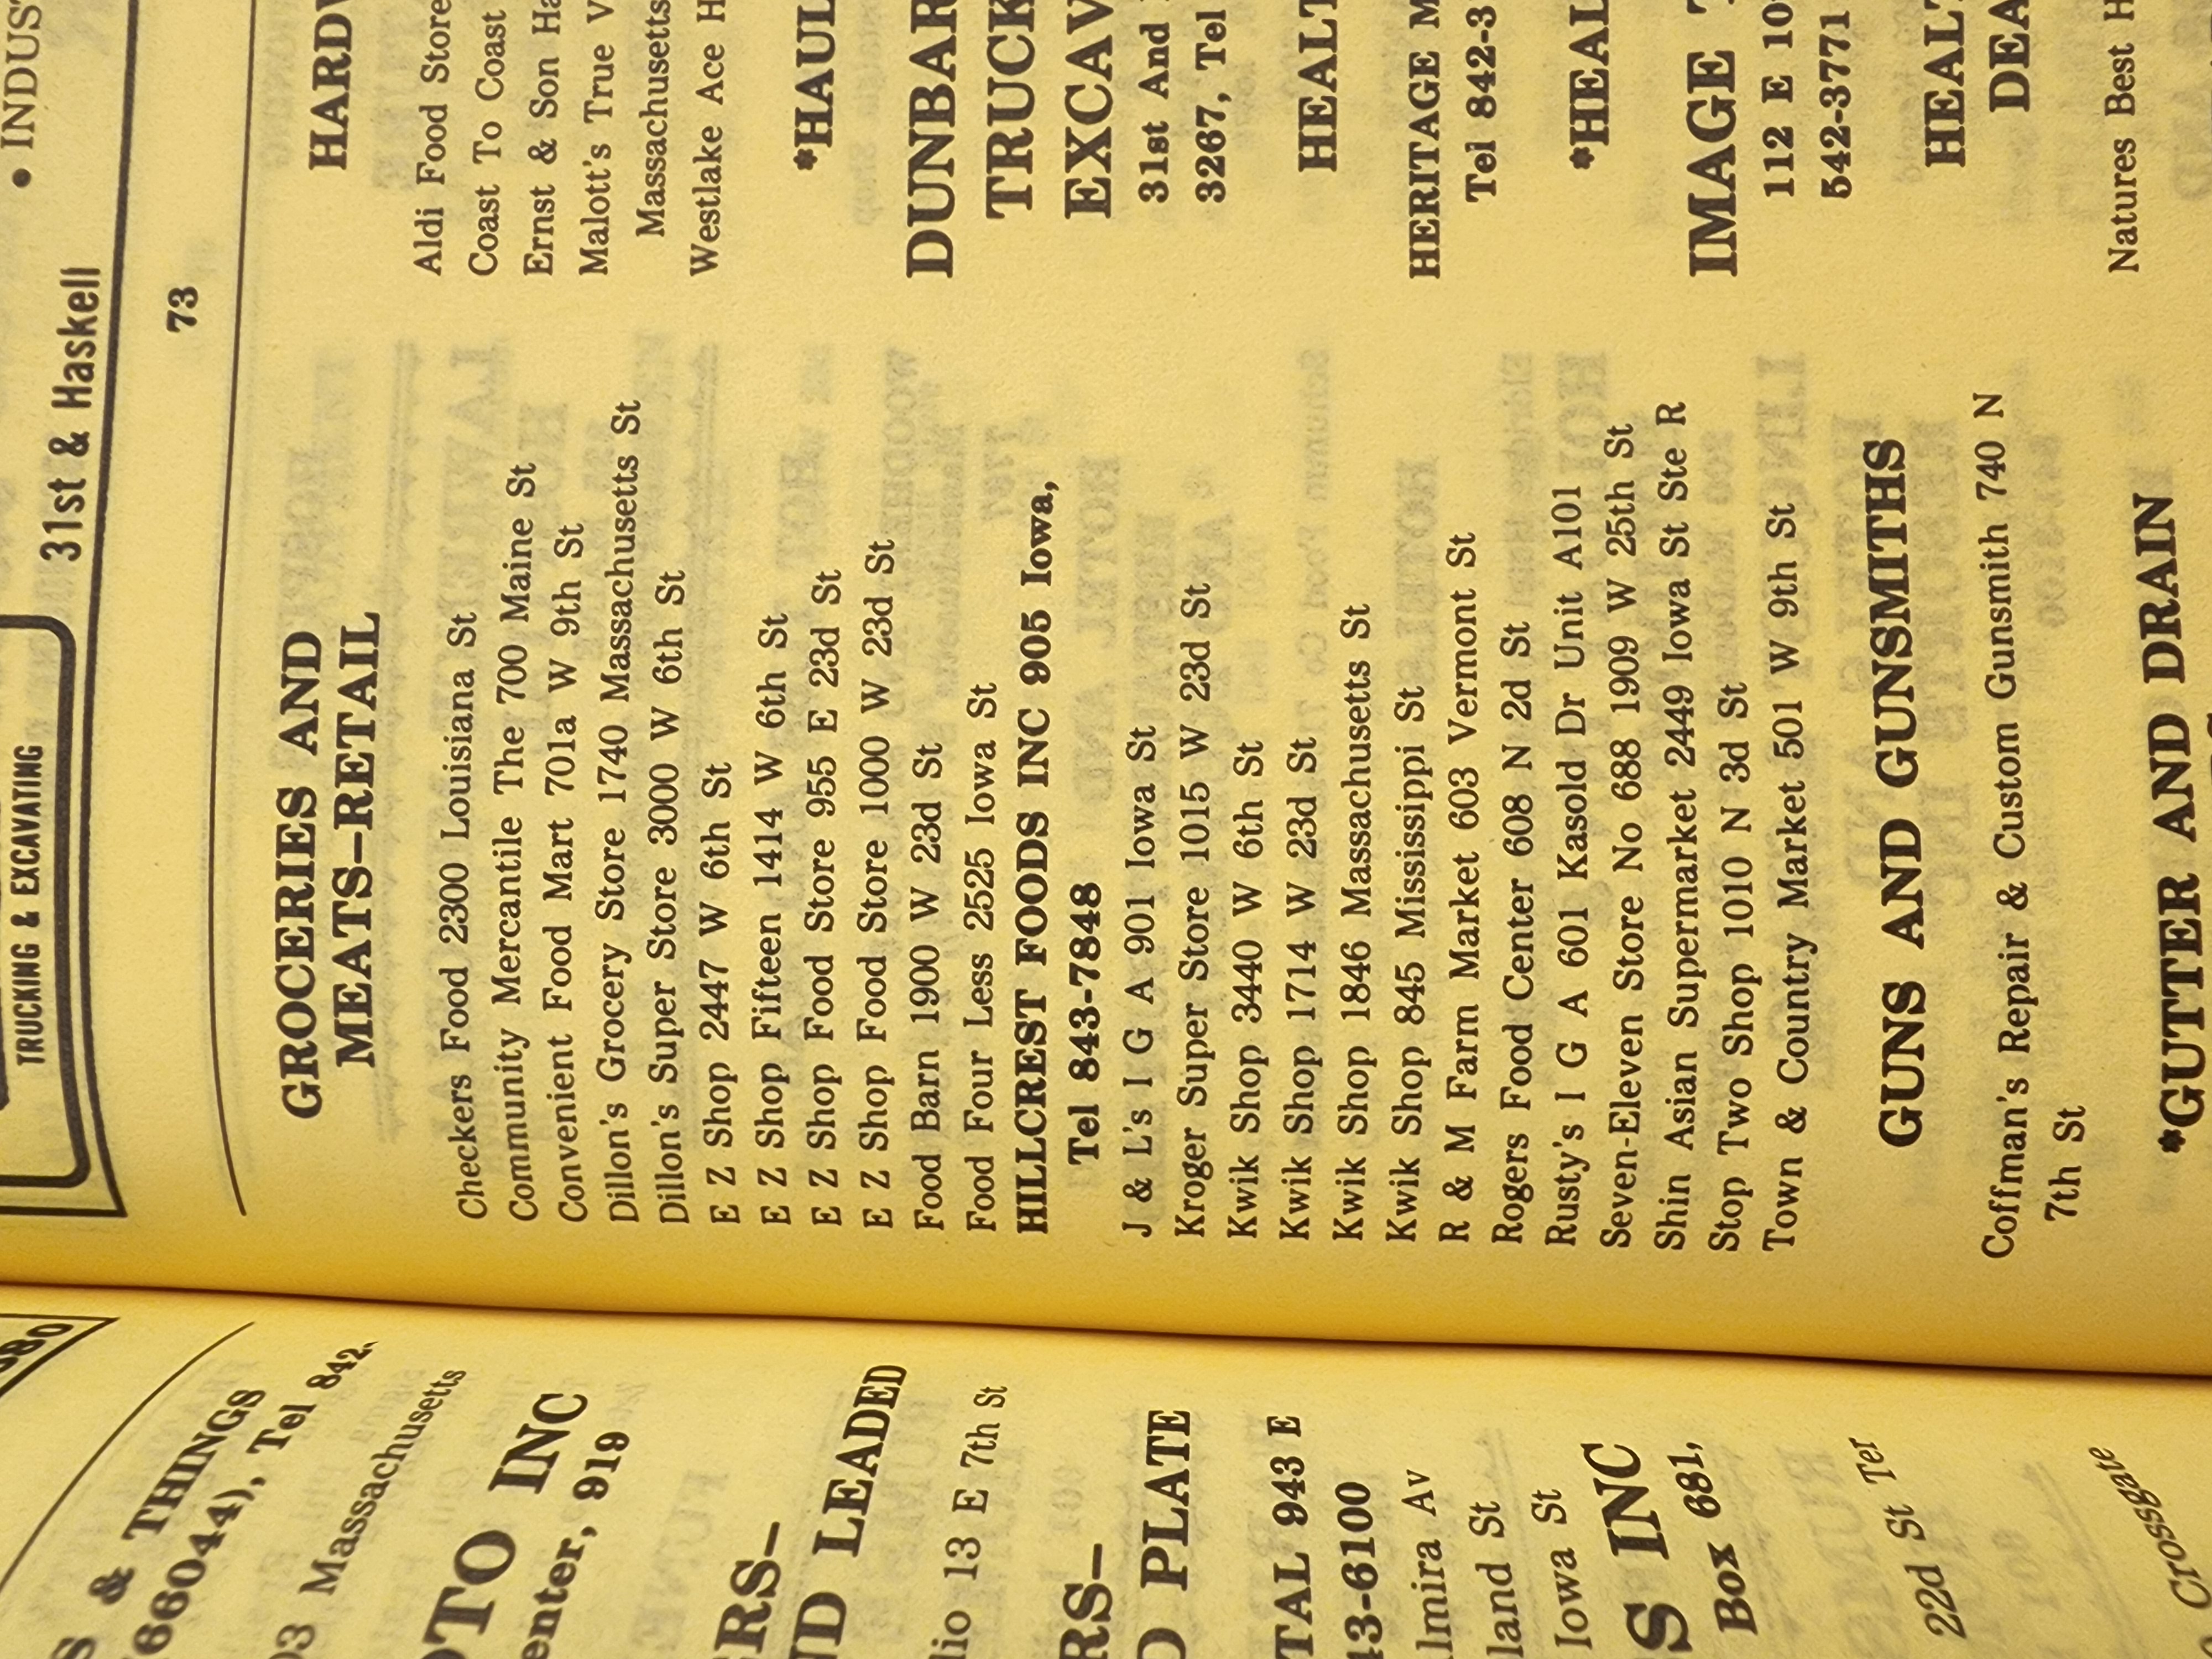 & THINGS
66044), Tel 842
Massachusetts
INC
919
AND LEADED
13 E 7th St
PLATE
943 E
43-6100
Av
St
Iowa St
INC
Box 681,
22d St Ter
Crossgate
TRUCKING & EXCAVATING
31st & Haskell
• INDUS
73
GROCERIES AND
MEATS–RETAIL
Checkers Food 2300 Louisiana St
Community Mercantile The 700 Maine St
Convenient Food Mart 701a W 9th St
Dillon's Grocery Store 1740 Massachusetts St
Dillon's Super Store 3000 W 6th St
E Z Shop 2447 W 6th St
E Z Shop Fifteen 1414 W 6th St
E Z Shop Food Store 955 E 23d St
E Z Shop Food Store 1000 W 23d St
Food Barn 1900 W 23d St
Food Four Less 2525 Iowa St
HILLCREST FOODS INC 905 Iowa,
Tel 843-7848
J & L's I G A 901 Iowa St
Kroger Super Store 1015 W 23d St
Kwik Shop 3440 W 6th St
Kwik Shop 1714 W 23d St
Kwik Shop 1846 Massachusetts St
Kwik Shop 845 Mississippi St
R & M Farm Market 603 Vermont St
Rogers Food Center 608 N 2d St
Rusty's I G A 601 Kasold Dr Unit A101
Seven-Eleven Store No 688 1909 W 25th St
Shin Asian Supermarket 2449 Iowa St Ste R
Stop Two Shop 1010 N 3d St
Town & Country Market 501 W 9th St
GUNS AND GUNSMITHS
Coffman's Repair & Custom Gunsmith 740 N
7th St
*GUTTER AND DRAIN
HARDW
Aldi Food Store
Coast To Coast
Ernst & Son Ha
Malott's True V
Massachusetts
Westlake Ace H
*HAUL
DUNBAR
TRUCK
EXCAV
31st And
3267, Tel
HEALT
HERITAGE M
Tel 842-3
*HEAL
IMAGE T
112 E 10
542-3771
HEALT
DEA
Natures Best H